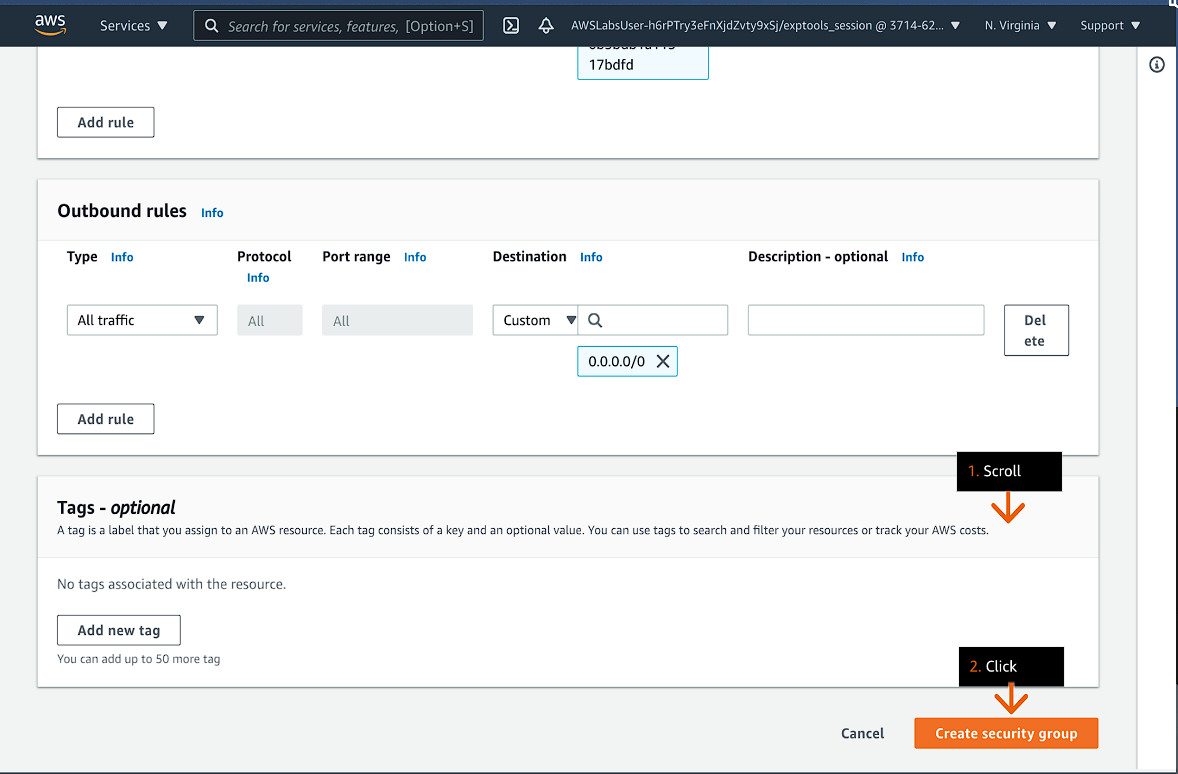 aws
Services ▼
Search for services, features, [Option+S]
AWSLabsUser-h6rPTry3eFnXjdZvty9xSj/exptools_session @ 3714-62... ▼
N. Virginia ▼
Support ▼
17bdfd
Add rule
Outbound rules Info
Type Info
Protocol
Info
Port range Info
Destination Info
Description - optional Info
All traffic ▼
All
All
Custom ▼
Del
ete
0.0.0.0/0
Add rule
1. Scroll
Tags - optional
A tag is a label that you assign to an AWS resource. Each tag consists of a key and an optional value. You can use tags to search and filter your resources or track your AWS costs.
No tags associated with the resource.
Add new tag
You can add up to 50 more tag
2. Click
Cancel
Create security group